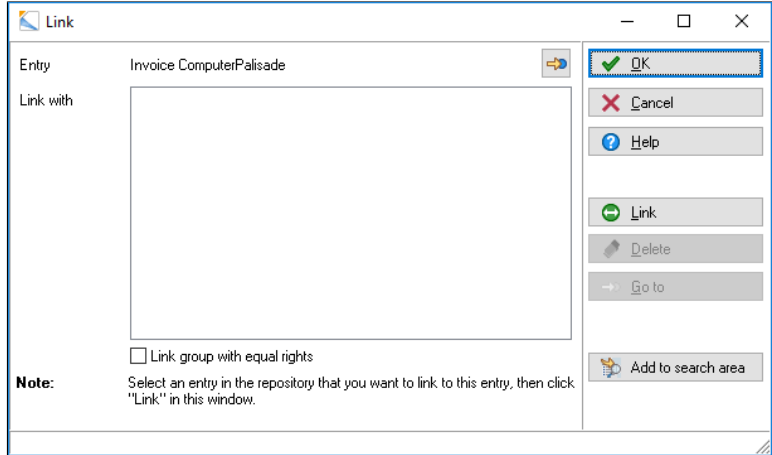 Link
Entry Invoice ComputerPalisade
OK
Link with
Cancel
Help
Link
Delete
Go to
Link group with equal rights
Add to search area
Note: Select an entry in the repository that you want to link to this entry, then click
"Link" in this window.